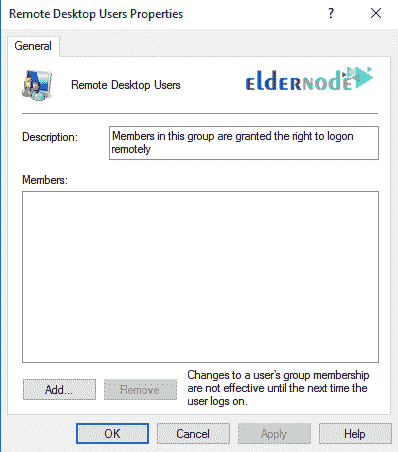 Remote Desktop Users Properties
?
General
Remote Desktop Users
eLDERNODE
Description:
Members in this group are granted the right to logon
remotely
Members:
Add...
Remove
Changes to a user's group membership
are not effective until the next time the
user logs on.
OK
Cancel
Apply
Help